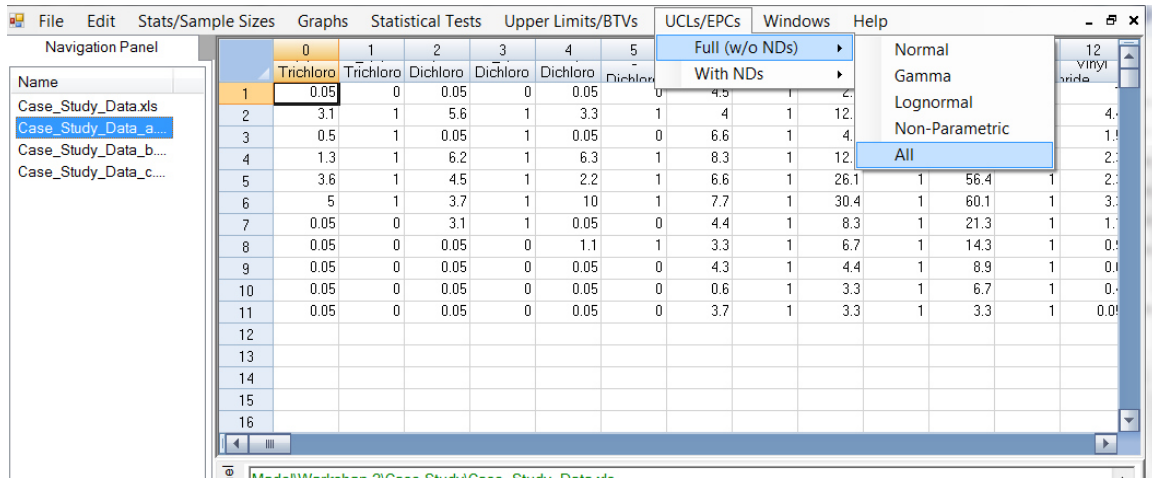 File Edit Stats/Sample Sizes Graphs Statistical Tests Upper Limits/BTVs UCLs/EPCs Windows Help
Navigation Panel
Name
Case_Study_Data.xls
Case_Study_Data_a....
Case_Study_Data_b....
Case_Study_Data_c....
Full (w/o NDs)
With NDs
Normal
Gamma
Lognormal
Non-Parametric
All
0 1 2 3 4 5 12
Trichloro Trichloro Dichloro Dichloro Dichloro
1 0.05 0 0.05 0 0.05
2 3.1 1 5.6 1 3.3 1 4 1 12.
3 0.5 1 0.05 1 0.05 0 6.6 1 4.
4 1.3 1 6.2 1 6.3 1 8.3 1 12.
5 3.6 1 4.5 1 2.2 1 6.6 1 26.1 1 56.4 1 2.
6 5 1 3.7 1 10 1 7.7 1 30.4 1 60.1 1 3.
7 0.05 0 3.1 1 0.05 0 4.4 1 8.3 1 21.3 1 1.
8 0.05 0 0.05 0 1.1 1 3.3 1 6.7 1 14.3 1 0.
9 0.05 0 0.05 0 0.05 0 4.3 1 4.4 1 8.9 1 0.
10 0.05 0 0.05 0 0.05 0 0.6 1 3.3 1 6.7 1 0.
11 0.05 0 0.05 0 0.05 0 3.7 1 3.3 1 3.3 1 0.0
12
13
14
15
16